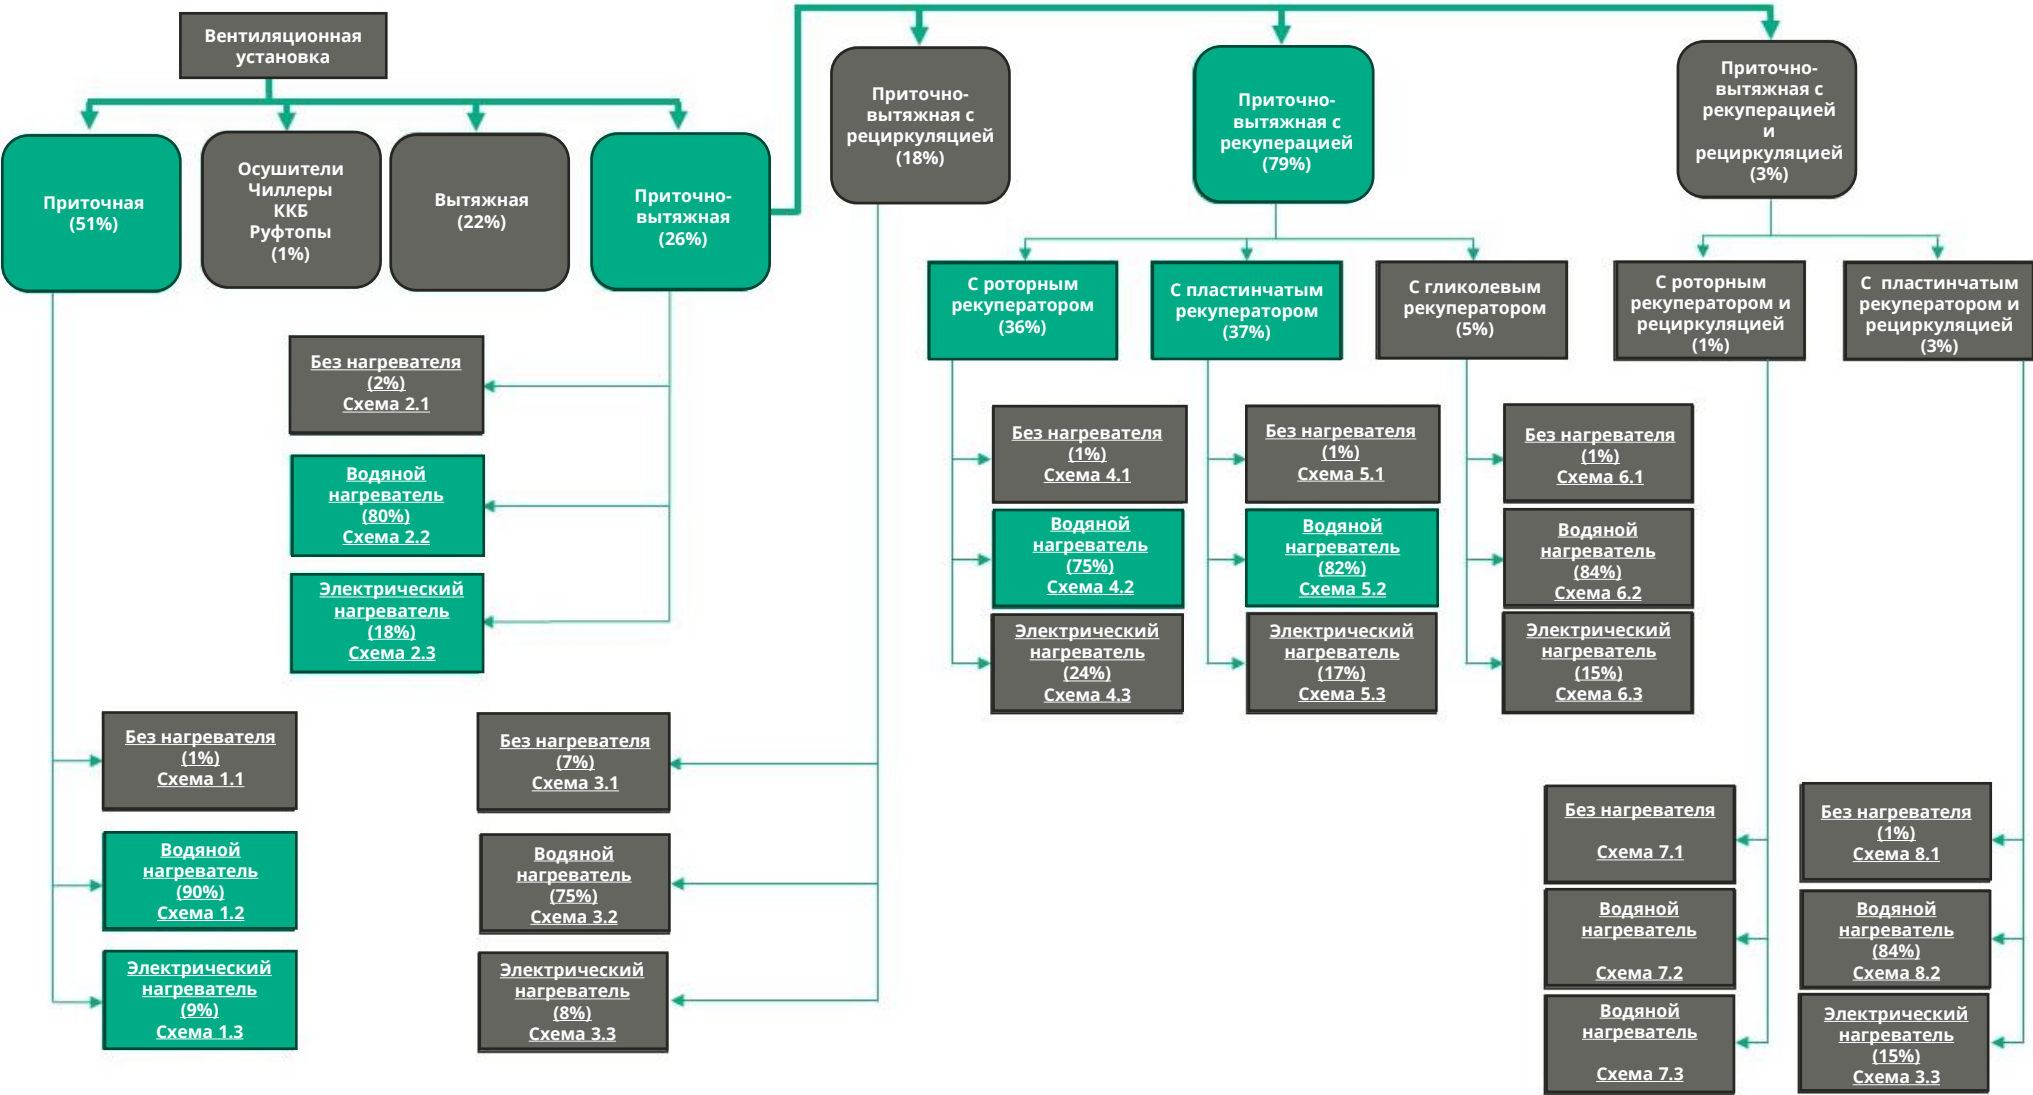 Вентиляционная
установка
Приточная
(51%)
Осушители
Чиллеры
ККБ
Руфтопы
(1%)
Вытяжная
(22%)
Приточно-
вытяжная
(26%)
Приточно-
вытяжная с
рециркуляцией
(18%)
Приточно-
вытяжная с
рекуперацией
(79%)
Приточно-
вытяжная с
рекуперацией
и
рециркуляцией
(3%)
С роторным
рекуператором
(36%)
С пластинчатым
рекуператором
(37%)
С гликолевым
рекуператором
(5%)
С роторным
рекуператором и
рециркуляцией
(1%)
С пластинчатым
рекуператором и
рециркуляцией
(3%)
Без нагревателя
(2%)
Схема 2.1
Водяной
нагреватель
(80%)
Схема 2.2
Электрический
нагреватель
(18%)
Схема 2.3
Без нагревателя
(1%)
Схема 4.1
Водяной
нагреватель
(75%)
Схема 4.2
Электрический
нагреватель
(24%)
Схема 4.3
Без нагревателя
(1%)
Схема 5.1
Водяной
нагреватель
(82%)
Схема 5.2
Электрический
нагреватель
(17%)
Схема 5.3
Без нагревателя
(1%)
Схема 6.1
Водяной
нагреватель
(84%)
Схема 6.2
Электрический
нагреватель
(15%)
Схема 6.3
Без нагревателя
(1%)
Схема 1.1
Водяной
нагреватель
(90%)
Схема 1.2
Электрический
нагреватель
(9%)
Схема 1.3
Без нагревателя
(7%)
Схема 3.1
Водяной
нагреватель
(75%)
Схема 3.2
Электрический
нагреватель
(8%)
Схема 3.3
Без нагревателя
Схема 7.1
Водяной
нагреватель
Схема 7.2
Водяной
нагреватель
Схема 7.3
Без нагревателя
(1%)
Схема 8.1
Водяной
нагреватель
(84%)
Схема 8.2
Электрический
нагреватель
(15%)
Схема 3.3